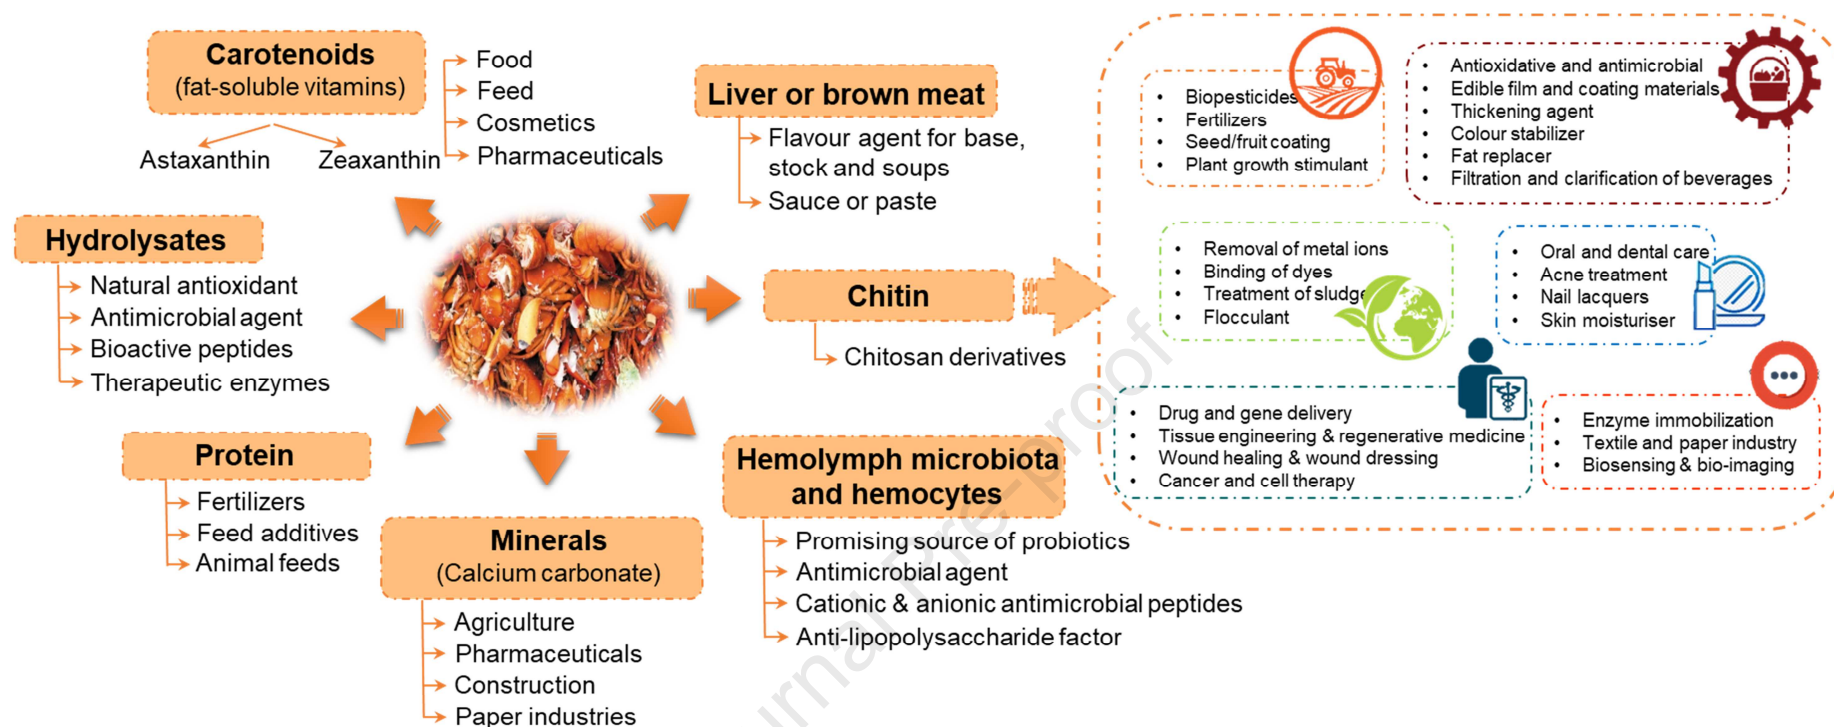 Carotenoids
(fat-soluble vitamins)
Astaxanthin
Zeaxanthin
Food
Feed
Cosmetics
Pharmaceuticals
Liver or brown meat
Flavour agent for base,
stock and soups
Sauce or paste
Hydrolysates
Natural antioxidant
Antimicrobial agent
Bioactive peptides
Therapeutic enzymes
Chitin
Chitosan derivatives
Protein
Fertilizers
Feed additives
Animal feeds
Minerals
(Calcium carbonate)
Agriculture
Pharmaceuticals
Construction
Paper industries
Hemolymph microbiota
and hemocytes
Promising source of probiotics
Antimicrobial agent
Cationic & anionic antimicrobial peptides
Anti-lipopolysaccharide factor
• Biopesticides
• Fertilizers
• Seed/fruit coating
• Plant growth stimulant
• Antioxidative and antimicrobial
• Edible film and coating materials
• Thickening agent
• Colour stabilizer
• Fat replacer
• Filtration and clarification of beverages
• Removal of metal ions
• Binding of dyes
• Treatment of sludge
• Flocculant
• Oral and dental care
• Acne treatment
• Nail lacquers
• Skin moisturiser
• Drug and gene delivery
• Tissue engineering & regenerative medicine
• Wound healing & wound dressing
• Cancer and cell therapy
• Enzyme immobilization
• Textile and paper industry
• Biosensing & bio-imaging
Pre-proof